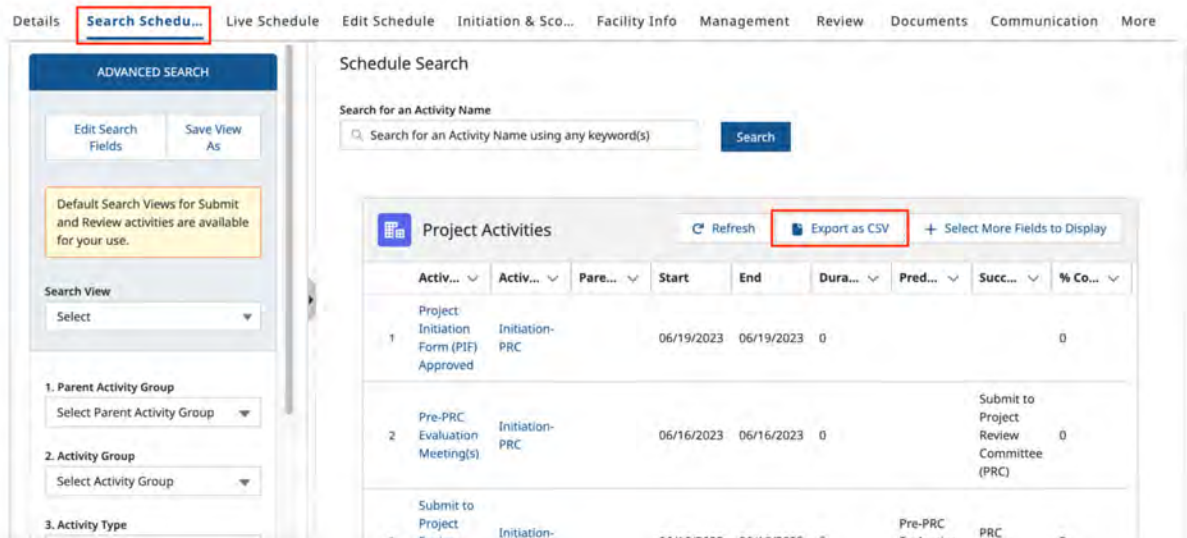 Details Search Schedu... Live Schedule Edit Schedule Initiation & Sco... Facility Info Management Review Documents Communication More
ADVANCED SEARCH
Edit Search
Fields
Save View
As
Default Search Views for Submit
and Review activities are available
for your use.
Search View
Select
1. Parent Activity Group
Select Parent Activity Group
2. Activity Group
Select Activity Group
3. Activity Type
Schedule Search
Search for an Activity Name
Search for an Activity Name using any keyword(s)
Search
Project Activities
Refresh
Export as CSV
+ Select More Fields to Display
Activ... Activ... Pare... Start End Dura... Pred... Succ... % Co...
1
Project
Initiation
Form (PIF)
Approved
Initiation-
PRC
06/19/2023 06/19/2023 0
0
2
Pre-PRC
Evaluation
Meeting(s)
Initiation-
PRC
06/16/2023 06/16/2023 0
Submit to
Project
Review
Committee
(PRC)
0
Submit to
Project
Initiation-
Pre-PRC
PRC